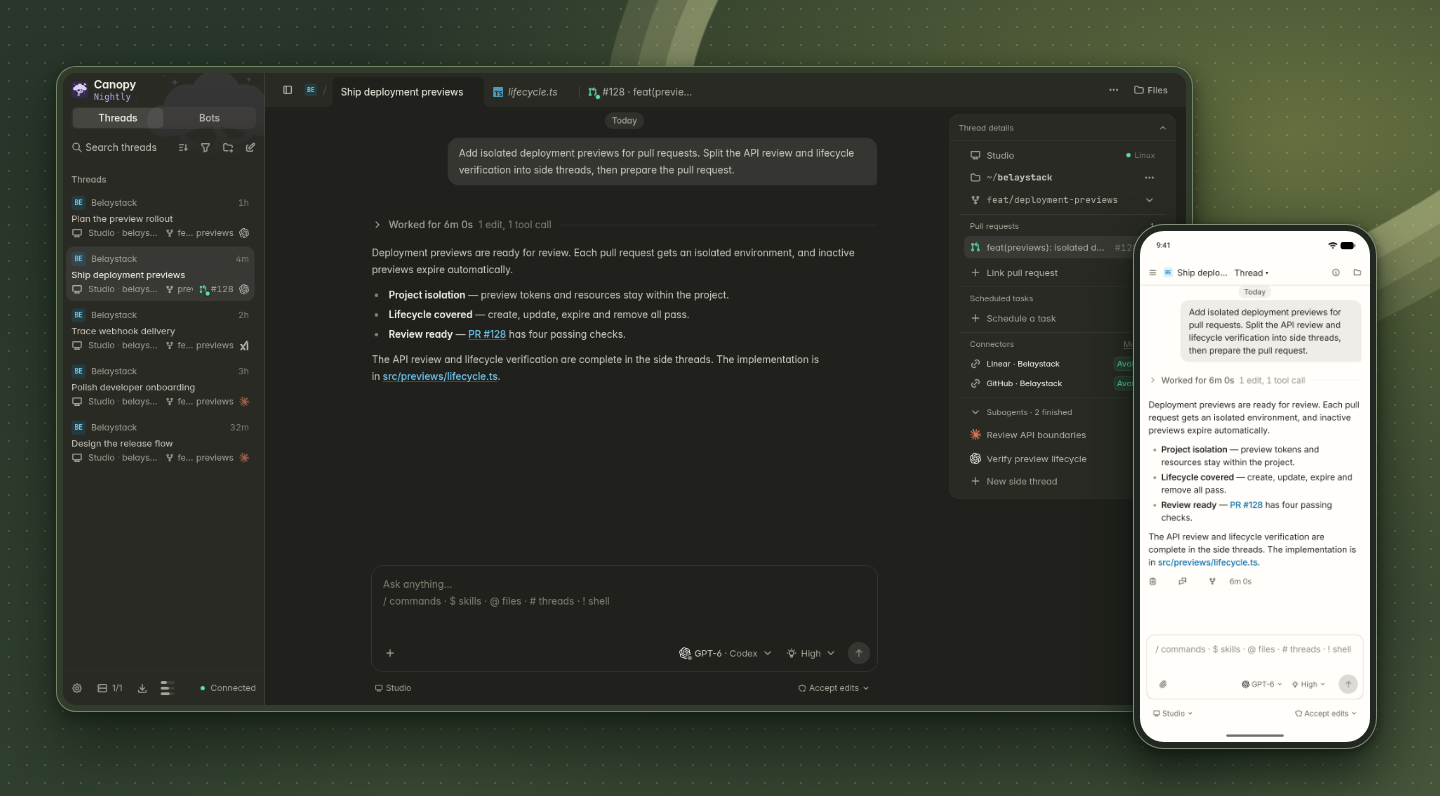 Canopy
Nightly
Threads
Bots
Search threads
Threads
BE Belaystack 1h
Plan the preview rollout
Studio · belays... fe... previews
BE Belaystack 4m
Ship deployment previews
Studio · belays... prev #128
BE Belaystack 2h
Trace webhook delivery
Studio · belays... fe... previews
BE Belaystack 3h
Polish developer onboarding
Studio · belays... fe... previews
BE Belaystack 32m
Design the release flow
Studio · belays... fe... previews
1/1
Connected
BE /
Ship deployment previews
TS lifecycle.ts
#128 · feat(previe...
Files
Today
Add isolated deployment previews for pull requests. Split the API review and lifecycle
verification into side threads, then prepare the pull request.
Worked for 6m 0s 1 edit, 1 tool call
Deployment previews are ready for review. Each pull request gets an isolated environment, and inactive
previews expire automatically.
• Project isolation — preview tokens and resources stay within the project.
• Lifecycle covered — create, update, expire and remove all pass.
• Review ready — PR #128 has four passing checks.
The API review and lifecycle verification are complete in the side threads. The implementation is
in src/previews/lifecycle.ts.
Ask anything...
/ commands · $ skills · @ files · # threads · ! shell
GPT-6 · Codex
High
Studio
Accept edits
Thread details
Studio
Linux
~/belaystack
feat/deployment-previews
Pull requests
feat(previews): isolated d...
Link pull request
Scheduled tasks
Schedule a task
Connectors
Linear · Belaystack
GitHub · Belaystack
Subagents · 2 finished
Review API boundaries
Verify preview lifecycle
New side thread
9:41
BE Ship deplo... Thread
Today
Add isolated deployment previews for
pull requests. Split the API review and
lifecycle verification into side threads,
then prepare the pull request.
Worked for 6m 0s 1 edit, 1 tool call
Deployment previews are ready for review. Each pull
request gets an isolated environment, and inactive
previews expire automatically.
• Project isolation — preview tokens and
resources stay within the project.
• Lifecycle covered — create, update, expire and
remove all pass.
• Review ready — PR #128 has four passing
checks.
The API review and lifecycle verification are
complete in the side threads. The implementation is
in src/previews/lifecycle.ts.
6m 0s
/ commands · $ skills · @ files · # threads · ! shell
GPT-6
High
Studio
Accept edits